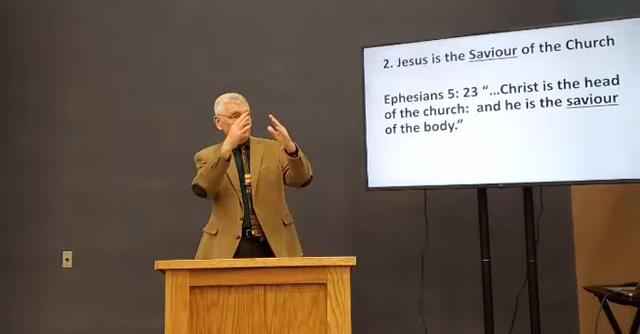 2. Jesus is the Saviour of the Church
Ephesians 5: 23 “...Christ is the head
of the church:  and he is the saviour
of the body.”